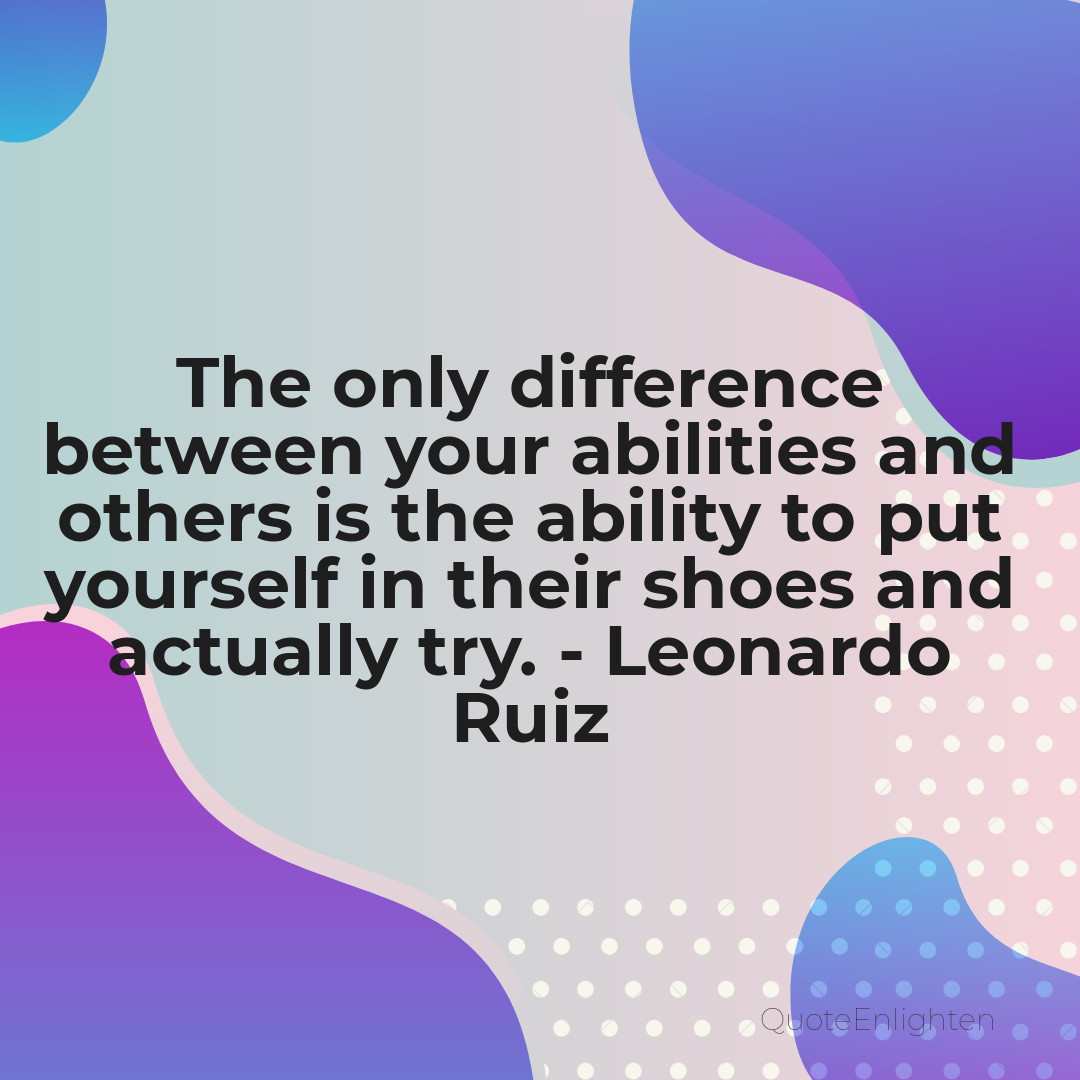 The only difference
between your abilities and
others is the ability to put
yourself in their shoes and
actually try. - Leonardo
Ruiz
QuoteEnlighten